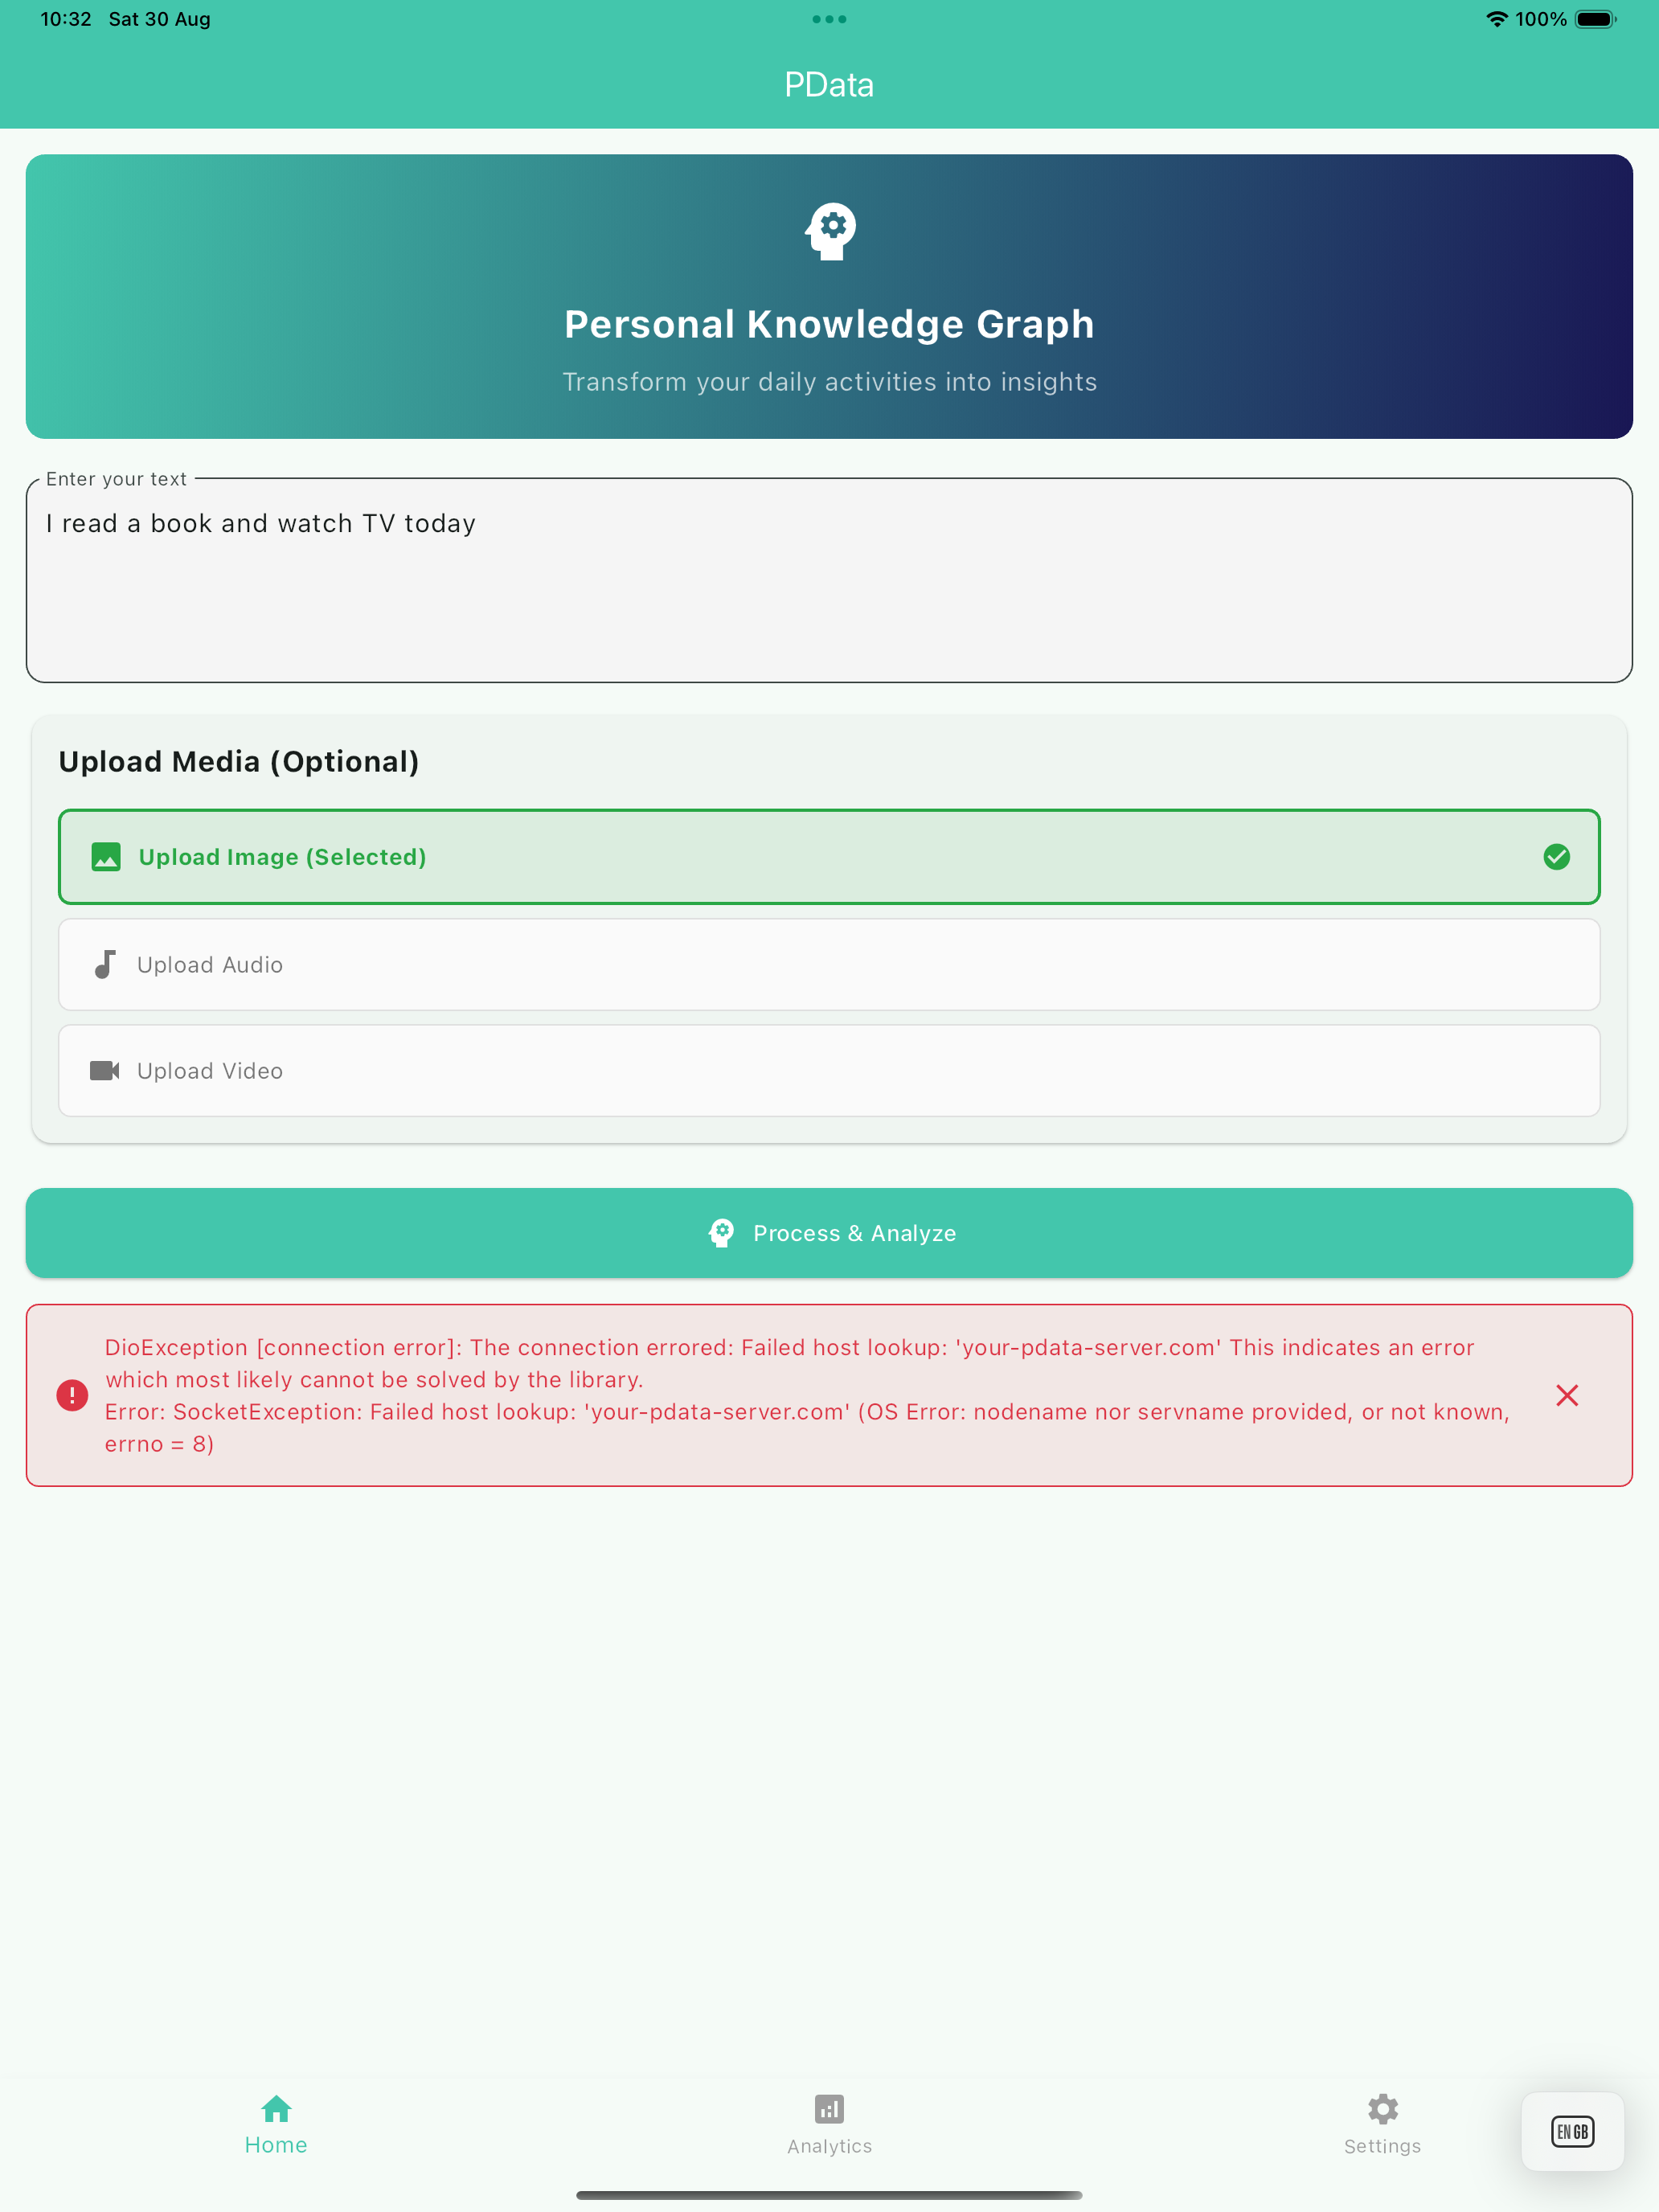 10:32 Sat 30 Aug
100%
PData
Personal Knowledge Graph
Transform your daily activities into insights
Enter your text
I read a book and watch TV today
Upload Media (Optional)
Upload Image (Selected)
Upload Audio
Upload Video
Process & Analyze
DioException [connection error]: The connection errored: Failed host lookup: 'your-pdata-server.com' This indicates an error
which most likely cannot be solved by the library.
Error: SocketException: Failed host lookup: 'your-pdata-server.com' (OS Error: nodename nor servname provided, or not known,
errno = 8)
Home
Analytics
Settings
EN GB